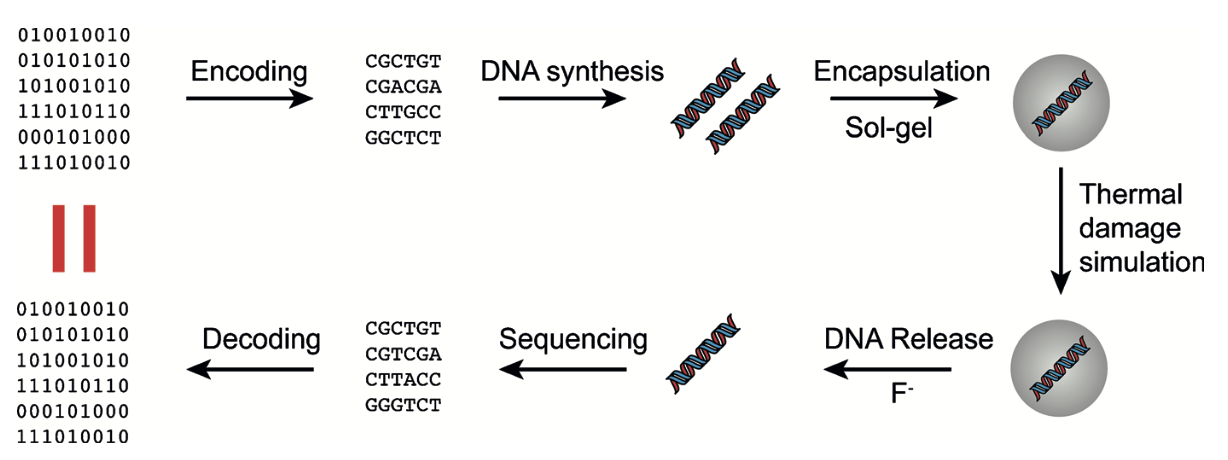 010010010
010101010
101001010
111010110
000101000
111010010
Encoding
CGCTGT
CGACGA
CTTGCC
GGCTCT
DNA synthesis
Encapsulation
Sol-gel
Thermal
damage
simulation
DNA Release
F-
Sequencing
CGCTGT
CGTCGA
CTTACC
GGGTCT
Decoding
010010010
010101010
101001010
111010110
000101000
111010010